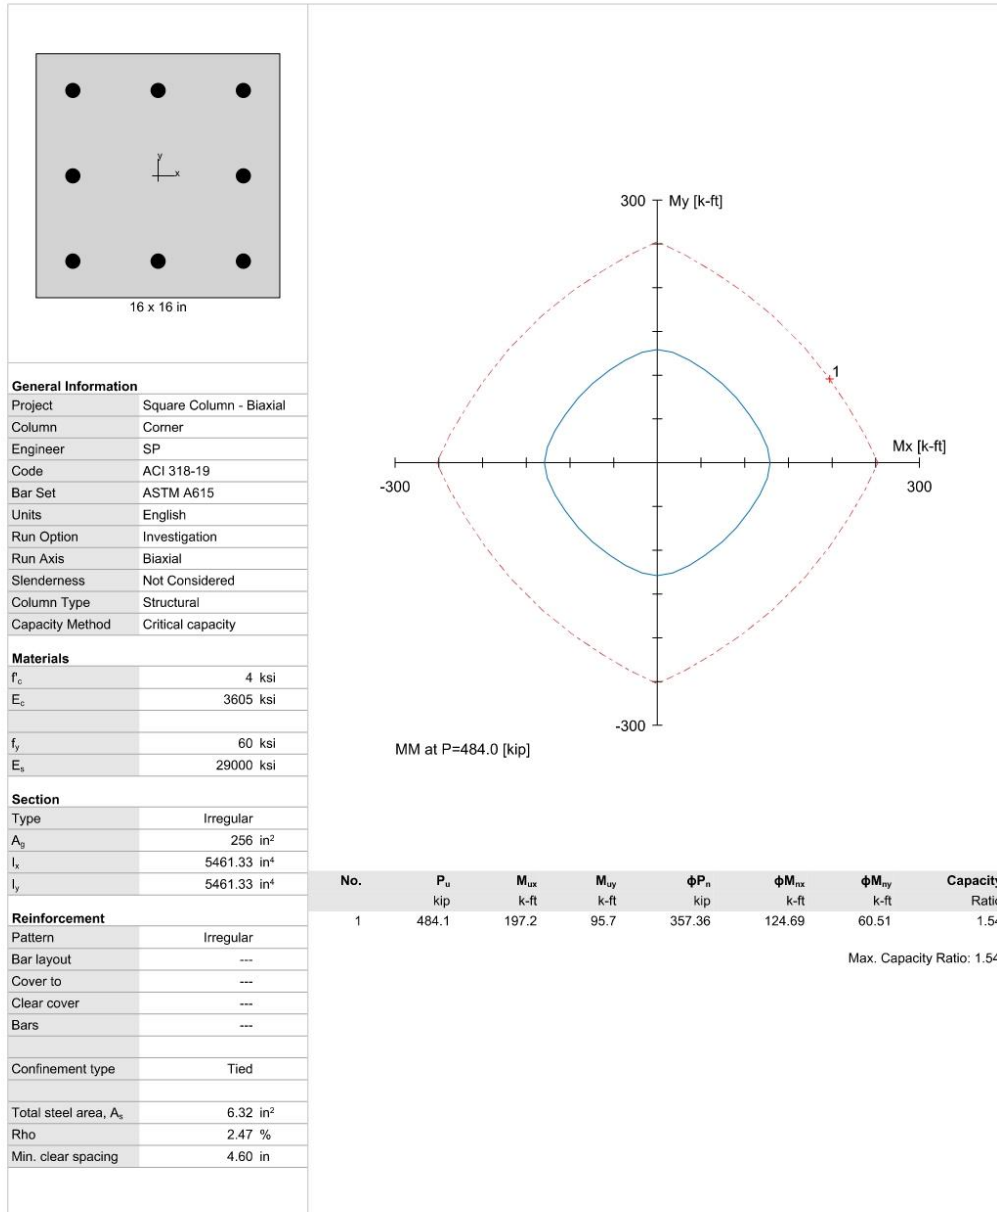 y
x
16 x 16 in
General Information
Project Square Column - Biaxial
Column Corner
Engineer SP
Code ACI 318-19
Bar Set ASTM A615
Units English
Run Option Investigation
Run Axis Biaxial
Slenderness Not Considered
Column Type Structural
Capacity Method Critical capacity
Materials
f'c 4 ksi
Ec 3605 ksi
fy 60 ksi
Es 29000 ksi
Section
Type Irregular
Ag 256 in²
Ix 5461.33 in⁴
Iy 5461.33 in⁴
Reinforcement
Pattern Irregular
Bar layout ---
Cover to ---
Clear cover ---
Bars ---
Confinement type Tied
Total steel area, As 6.32 in²
Rho 2.47 %
Min. clear spacing 4.60 in
300 My [k-ft]
1
Mx [k-ft]
-300 300
-300
MM at P=484.0 [kip]
No. Pu Mux Muy ϕPn ϕMnx ϕMny Capacity
kip k-ft k-ft kip k-ft k-ft Ratio
1 484.1 197.2 95.7 357.36 124.69 60.51 1.54
Max. Capacity Ratio: 1.54